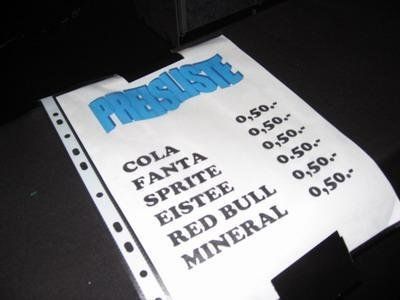 PREISLISTE
COLA 0,50.-
FANTA 0,50.-
SPRITE 0,50.-
EISTEE 0.50.-
RED BULL 0,50.-
MINERAL 0,50.-